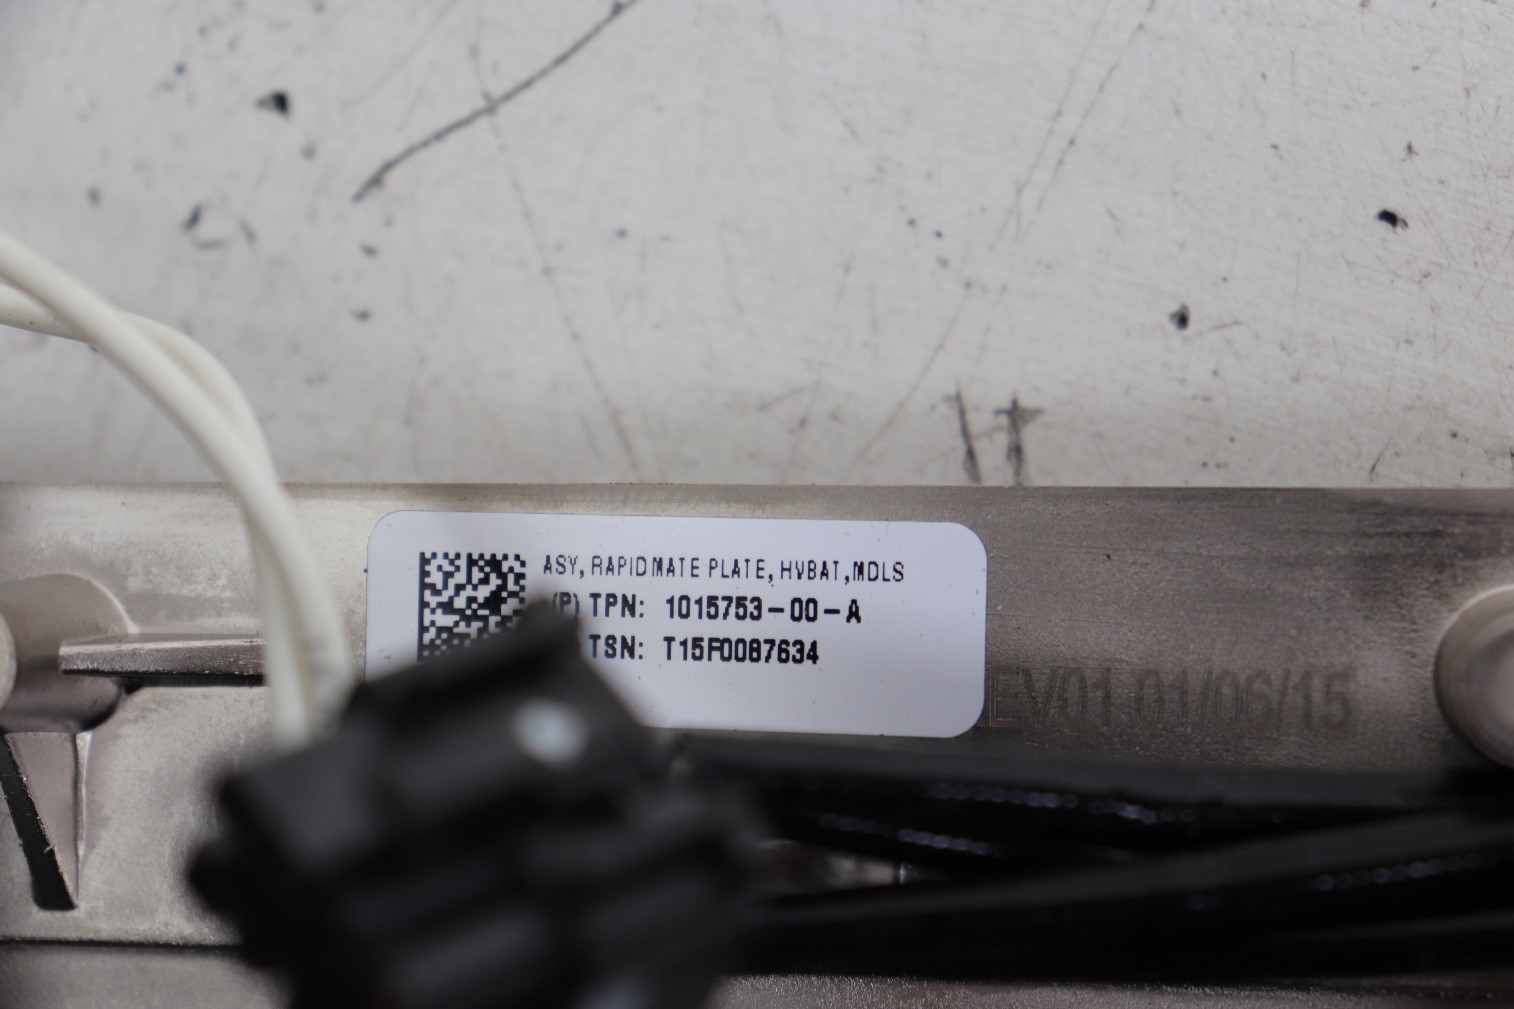 ASY, RAPIDMATE PLATE, HVBAT,MDLS
(P) TPN: 1015753-00-A
TSN: T15F0087634
EV01 01/06/15